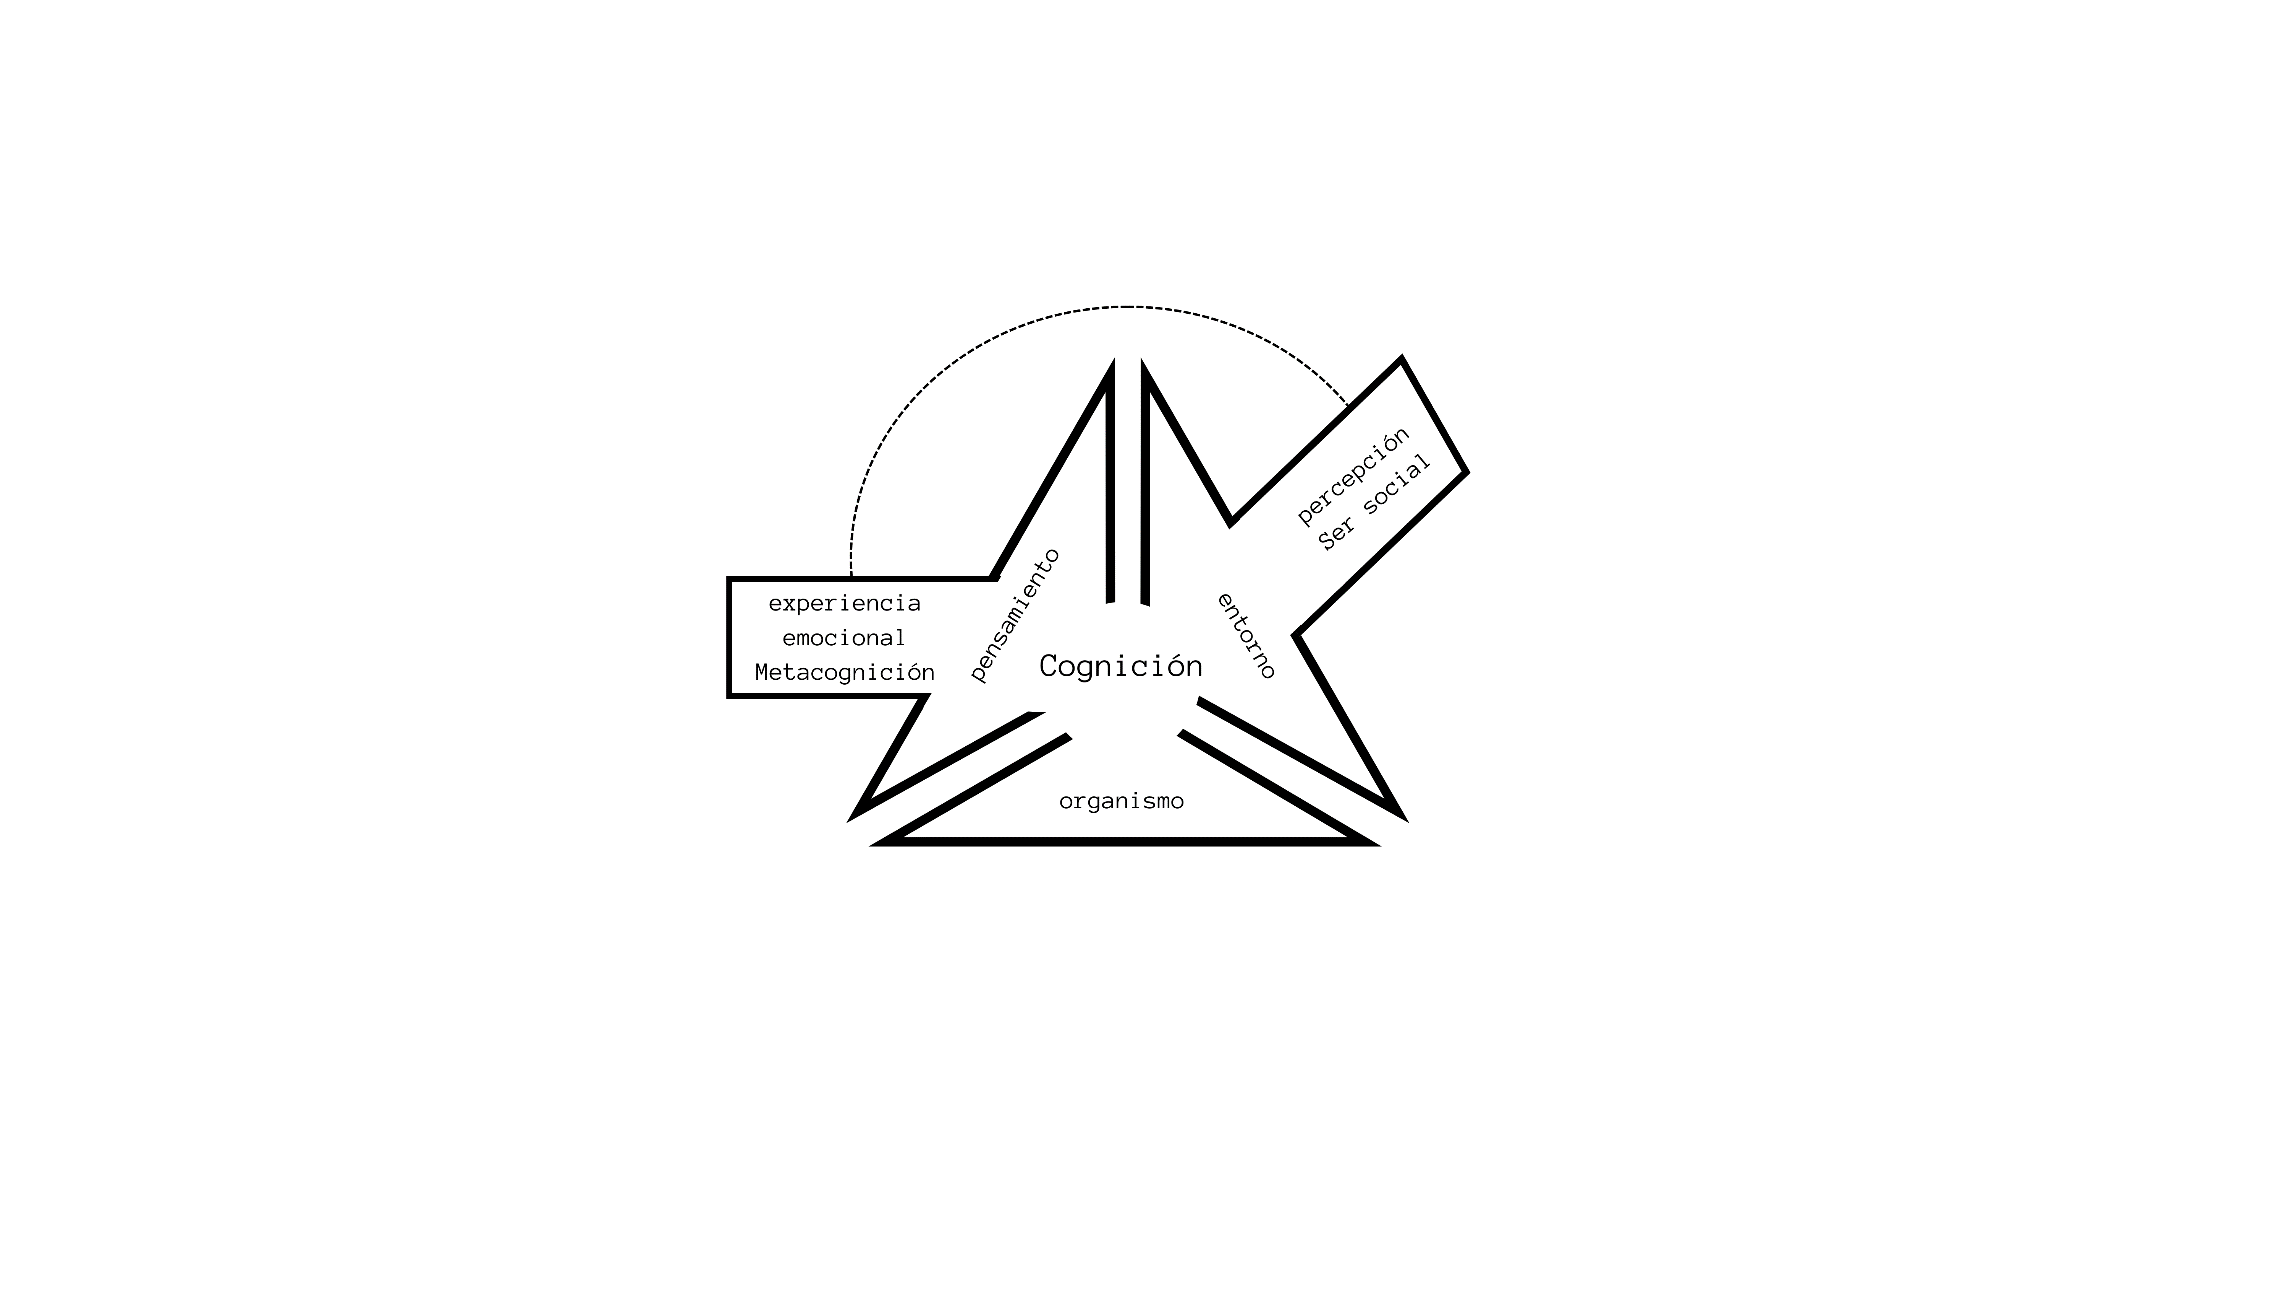 percepción
Ser social
experiencia
emocional
Metacognición
pensamiento
entorno
Cognición
organismo